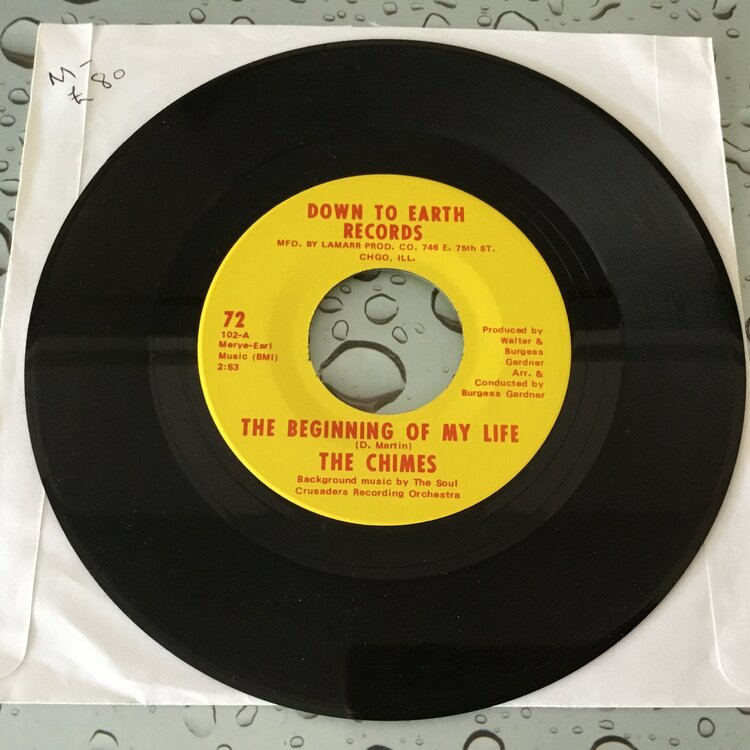 M-
£80
DOWN TO EARTH
RECORDS
MFD. BY LAMARR PROD. CO. 746 E. 75th ST.
CHGO, ILL.
72
102-A
Merye-Earl
Music (BMI)
2:53
Produced by
Walter &
Burgess
Gardner
Arr. &
Conducted by
Burgess Gardner
THE BEGINNING OF MY LIFE
(D. Martin)
THE CHIMES
Background music by The Soul
Crusaders Recording Orchestra